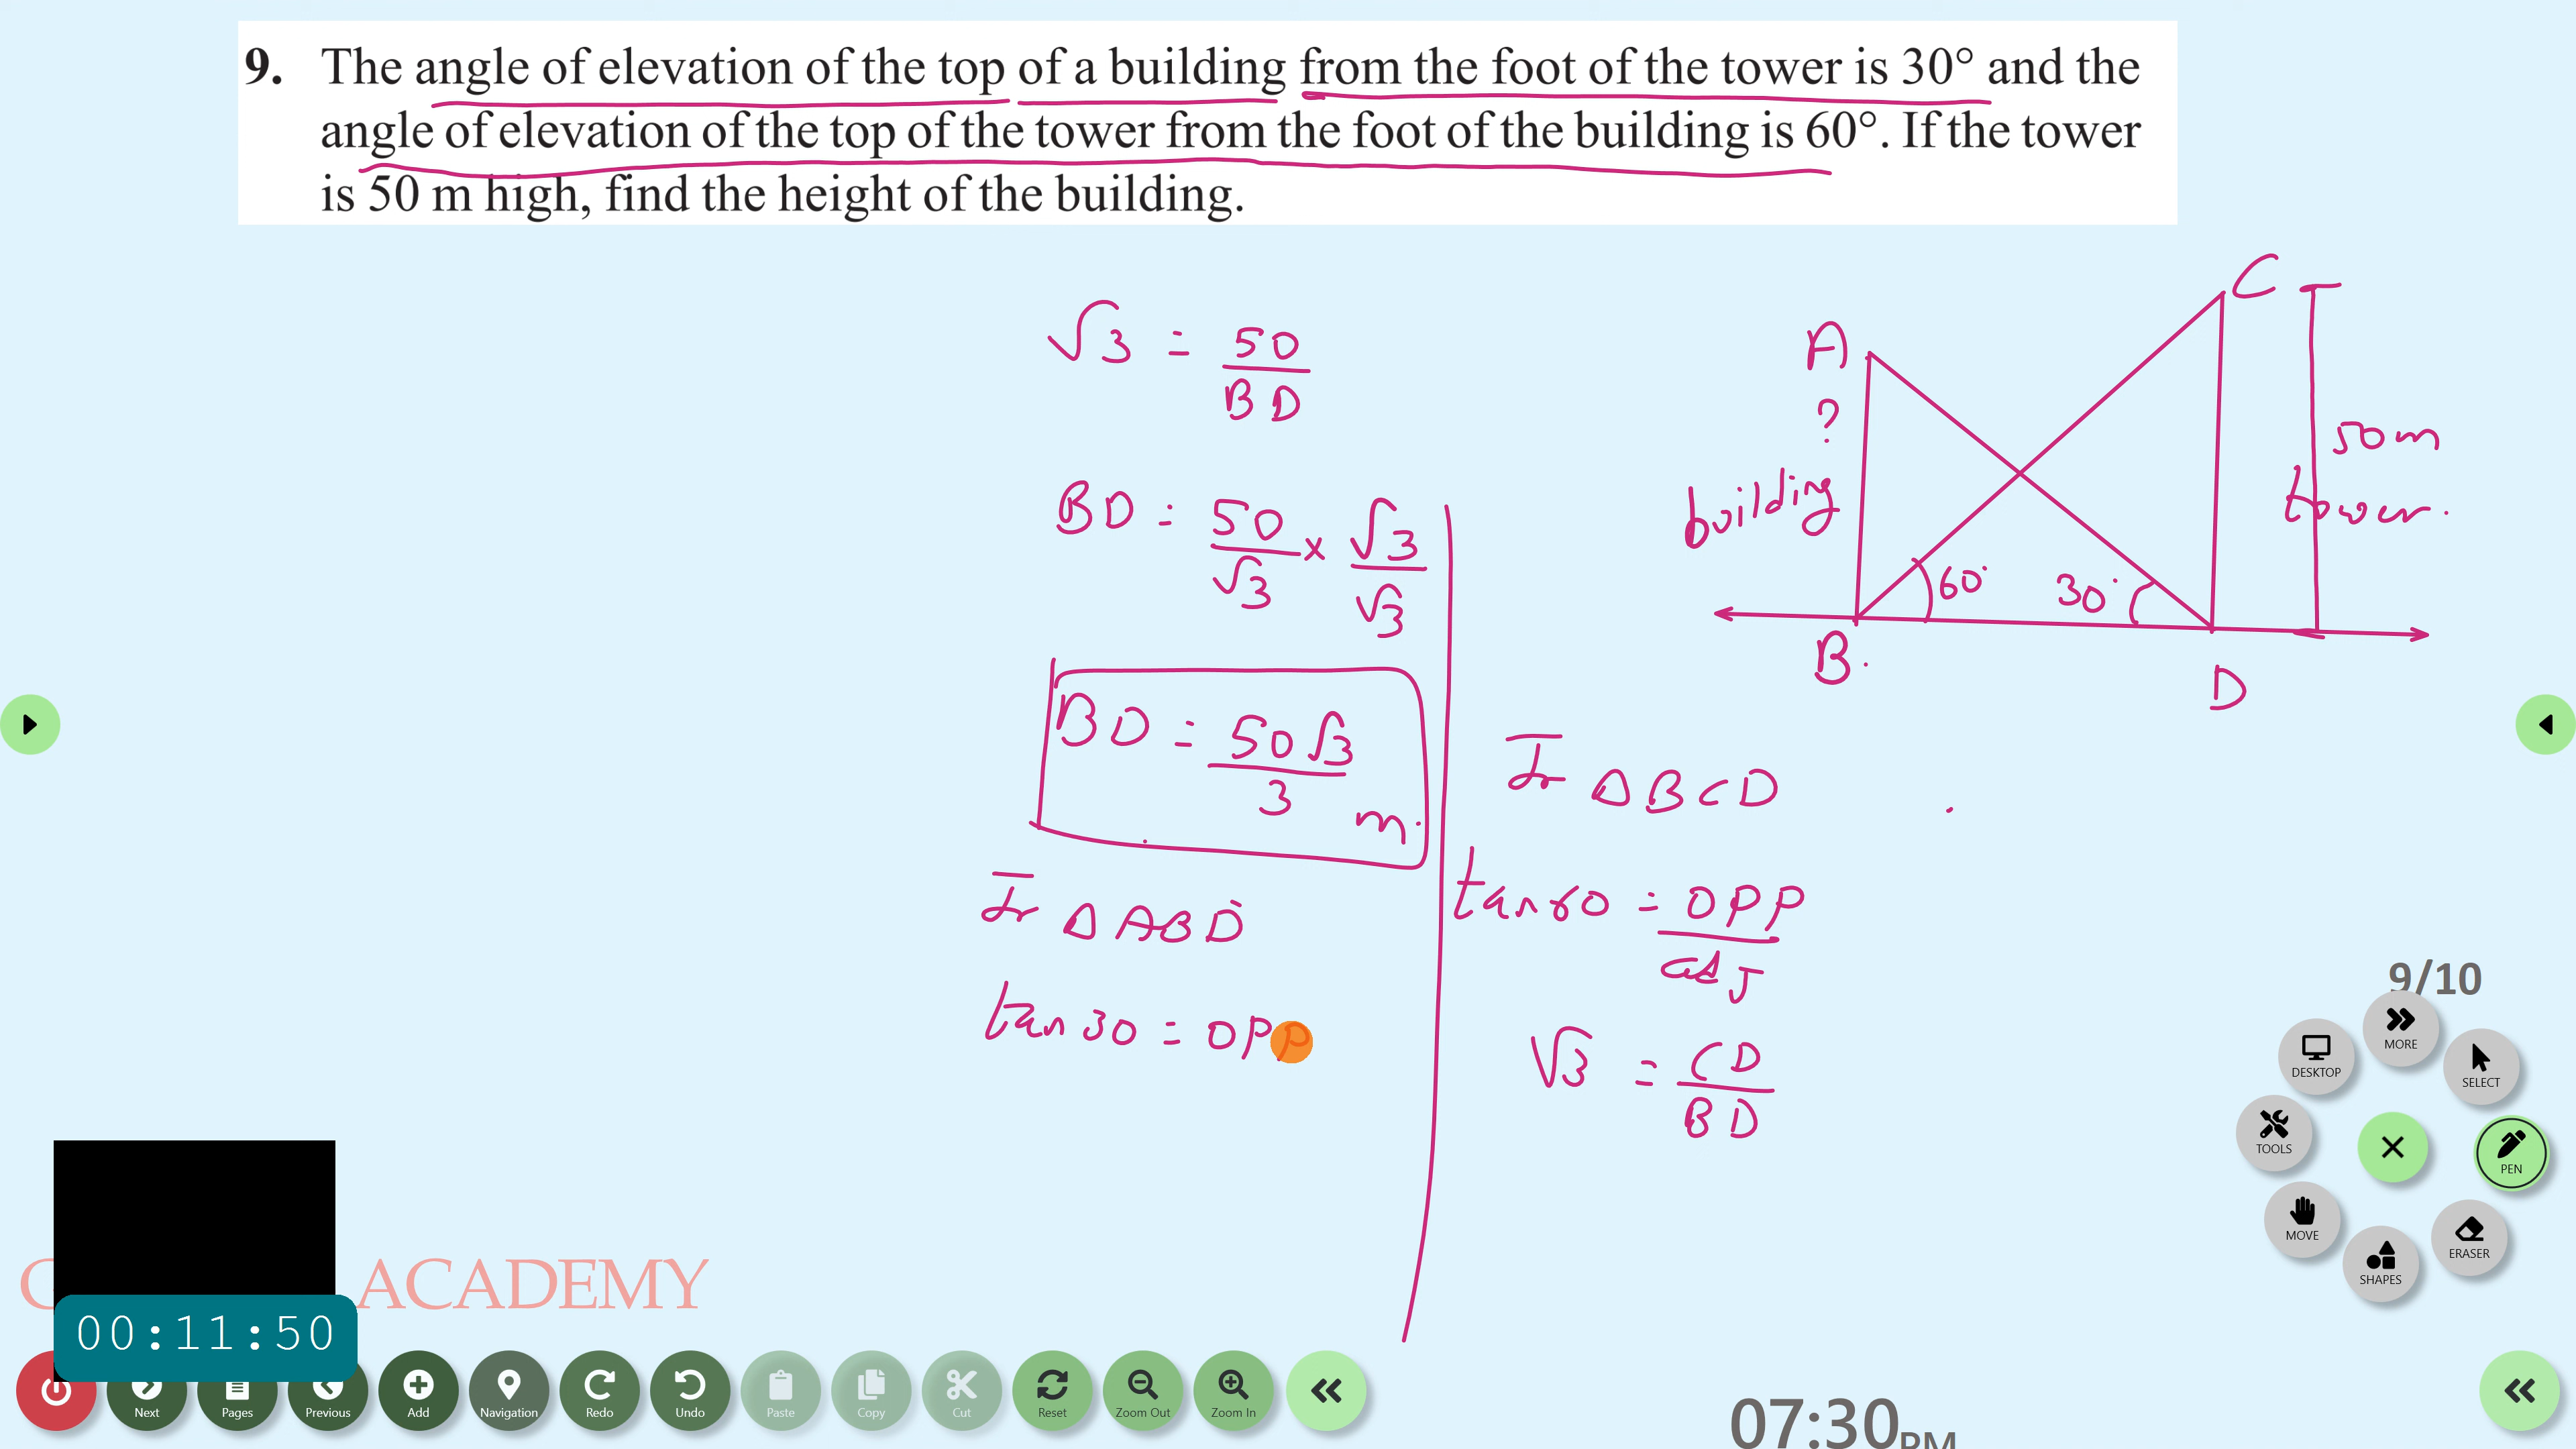 9. The angle of elevation of the top of a building from the foot of the tower is 30° and the
angle of elevation of the top of the tower from the foot of the building is 60°. If the tower
is 50 m high, find the height of the building.
√3 = 50/BD
BD = 50/√3 × √3/√3
BD = 50√3/3 m.
In Δ ABD
tan 30 = opp
A
?
building
B.
60°
30°
C
50m
tower.
D
In Δ BCD
tan 60 = opp/adj
√3 = CD/BD
9/10
MORE
DESKTOP
SELECT
TOOLS
PEN
MOVE
ERASER
SHAPES
C ACADEMY
00:11:50
Next
Pages
Previous
Add
Navigation
Redo
Undo
Paste
Copy
Cut
Reset
Zoom Out
Zoom In
07:30 PM